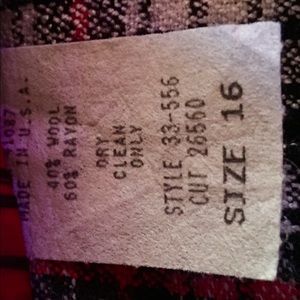 MADE IN U.S.A.
40% WOOL
60% RAYON
DRY
CLEAN
ONLY
STYLE 33-556
CUT 26560
SIZE 16